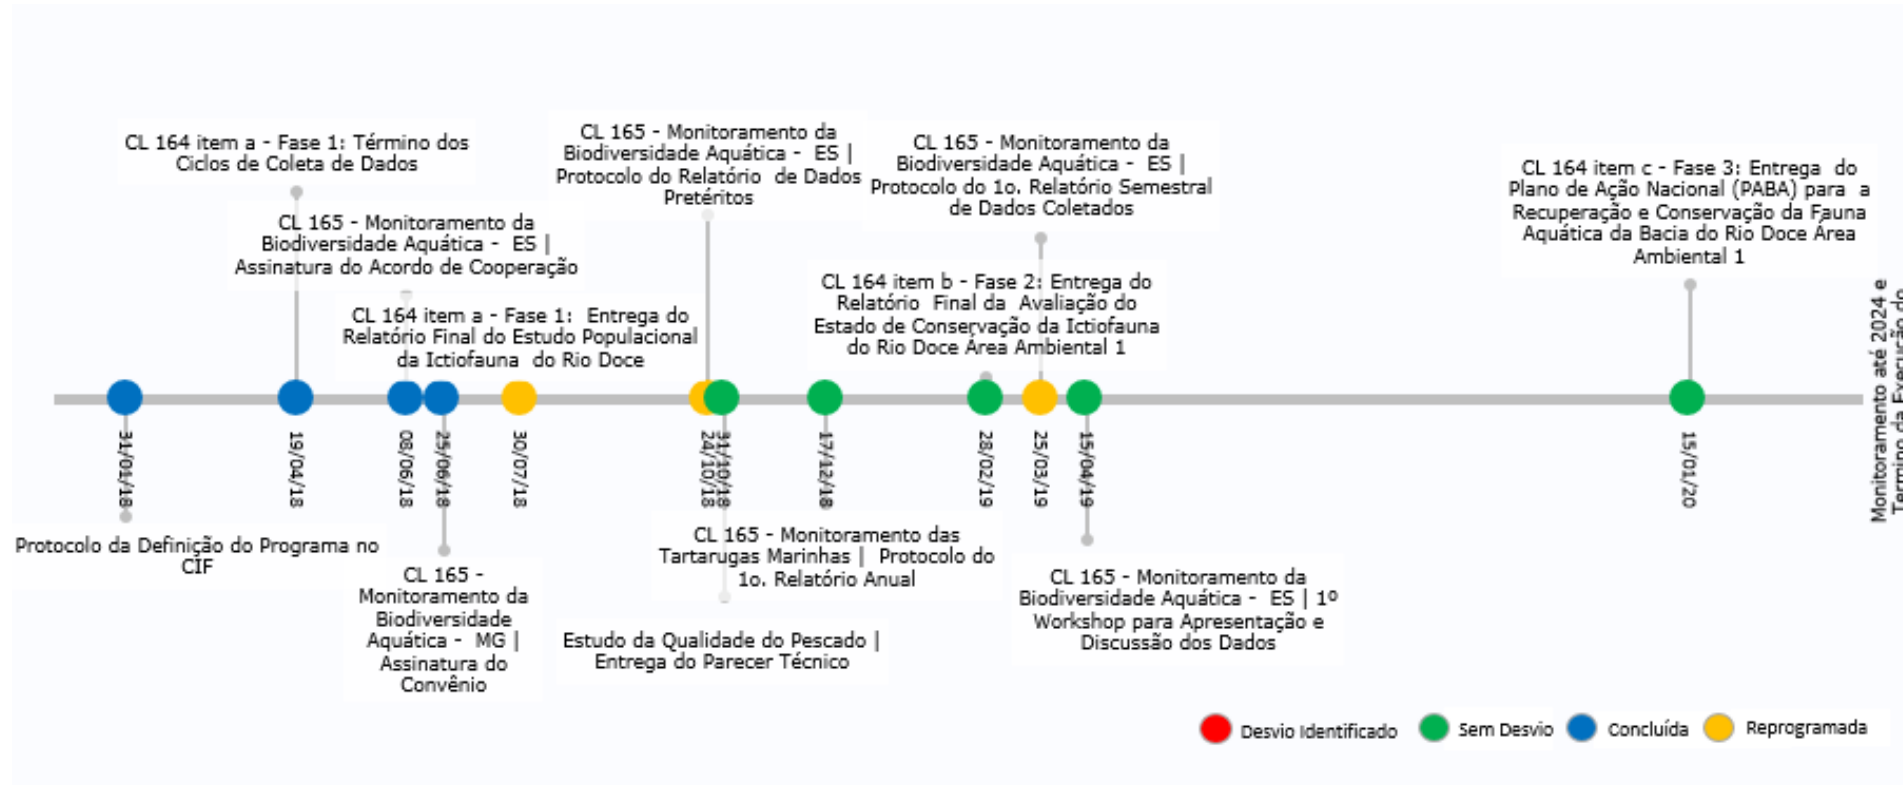 CL 164 item a - Fase 1: Término dos
Ciclos de Coleta de Dados
CL 165 - Monitoramento da
Biodiversidade Aquática - ES |
Assinatura do Acordo de Cooperação
CL 164 item a - Fase 1: Entrega do
Relatório Final do Estudo Populacional
da Ictiofauna do Rio Doce
CL 165 - Monitoramento da
Biodiversidade Aquática - ES |
Protocolo do Relatório de Dados
Pretéritos
CL 165 - Monitoramento da
Biodiversidade Aquática - ES |
Protocolo do 1o. Relatório Semestral
de Dados Coletados
CL 164 item b - Fase 2: Entrega do
Relatório Final da Avaliação do
Estado de Conservação da Ictiofauna
do Rio Doce Área Ambiental 1
CL 164 item c - Fase 3: Entrega do
Plano de Ação Nacional (PABA) para a
Recuperação e Conservação da Fauna
Aquática da Bacia do Rio Doce Área
Ambiental 1
Monitoramento até 2024 e
Termino da Execução do
31/01/18
19/04/18
08/06/18
25/06/18
30/07/18
24/10/18
31/10/18
17/12/18
28/02/19
25/03/19
15/04/19
15/01/20
Protocolo da Definição do Programa no
CIF
CL 165 -
Monitoramento da
Biodiversidade
Aquática - MG |
Assinatura do
Convênio
CL 165 - Monitoramento das
Tartarugas Marinhas | Protocolo do
1o. Relatório Anual
Estudo da Qualidade do Pescado |
Entrega do Parecer Técnico
CL 165 - Monitoramento da
Biodiversidade Aquática - ES | 1º
Workshop para Apresentação e
Discussão dos Dados
Desvio Identificado
Sem Desvio
Concluída
Reprogramada